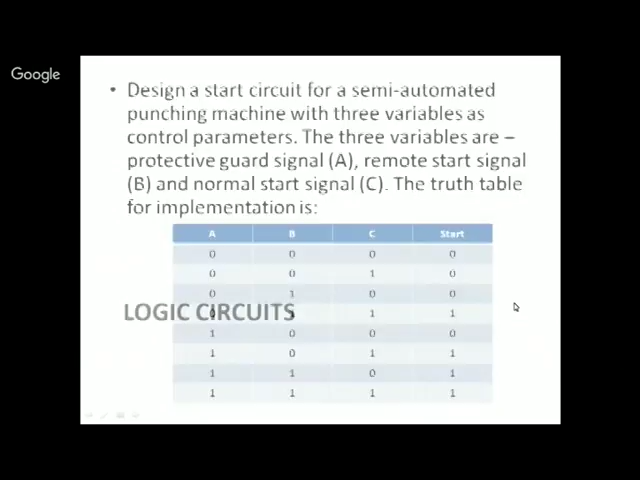 Google
• Design a start circuit for a semi-automated
punching machine with three variables as
control parameters. The three variables are –
protective guard signal (A), remote start signal
(B) and normal start signal (C). The truth table
for implementation is:
A B C Start
0 0 0 0
0 0 1 0
0 1 0 0
LOGIC CIRCUITS
1 1
1 0 0 0
1 0 1 1
1 1 0 1
1 1 1 1